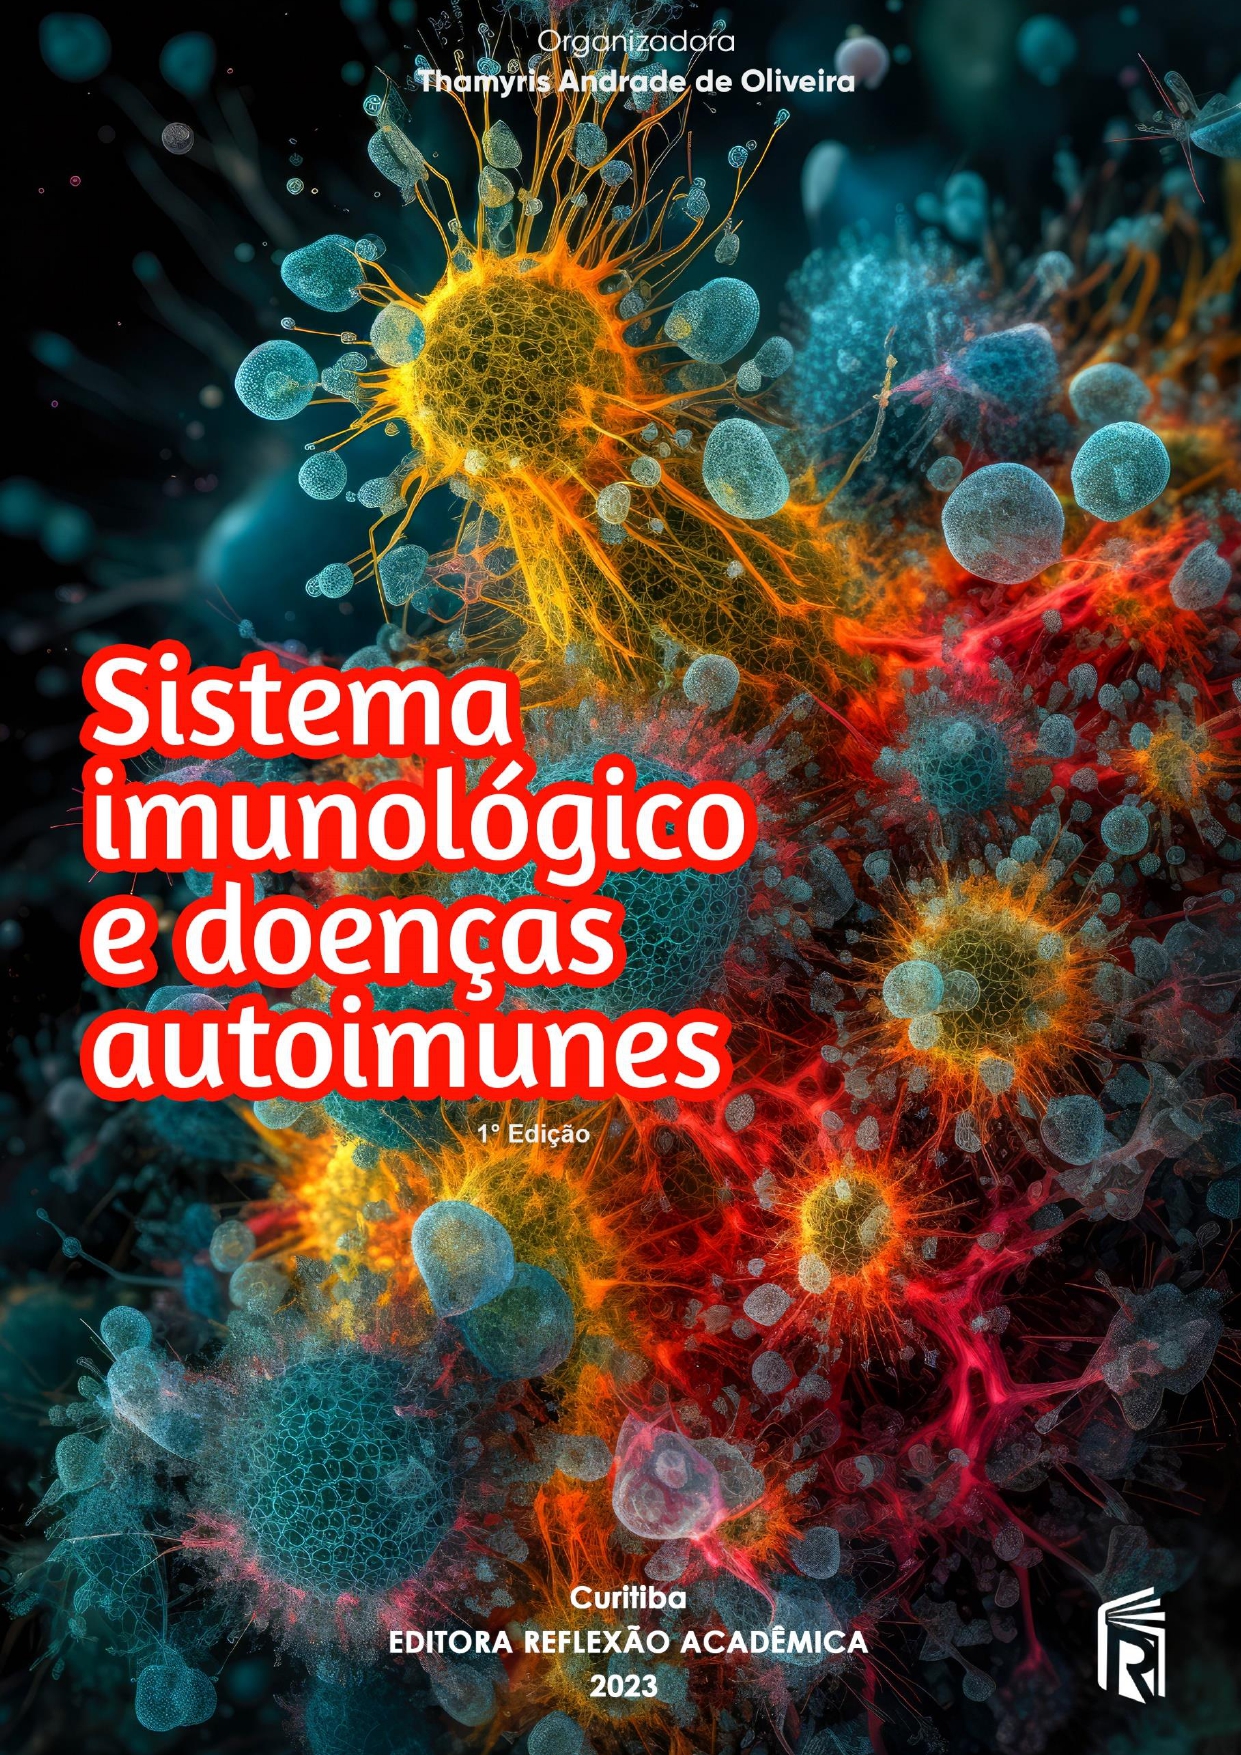 Organizadora
Thamyris Andrade de Oliveira
Sistema
imunológico
e doenças
autoimunes
1° Edição
Curitiba
EDITORA REFLEXÃO ACADÊMICA
2023